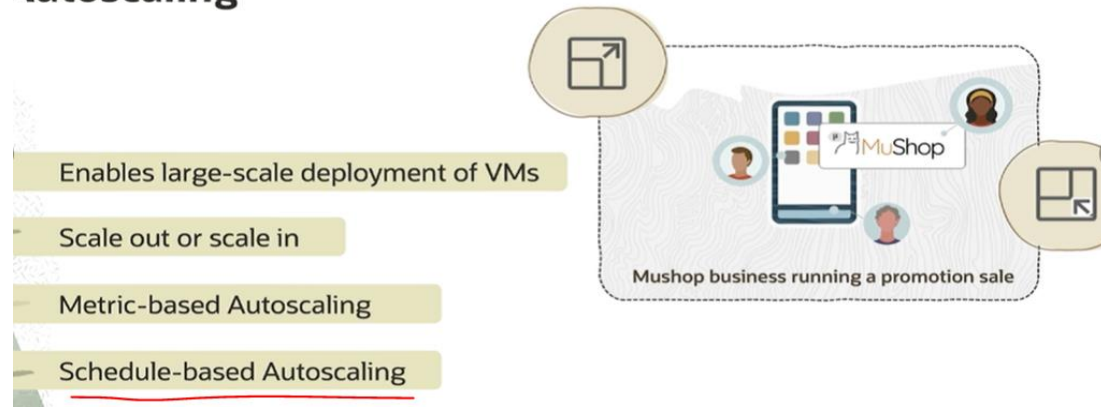 Autoscaling
Enables large-scale deployment of VMs
Scale out or scale in
Metric-based Autoscaling
Schedule-based Autoscaling
MuShop
Mushop business running a promotion sale